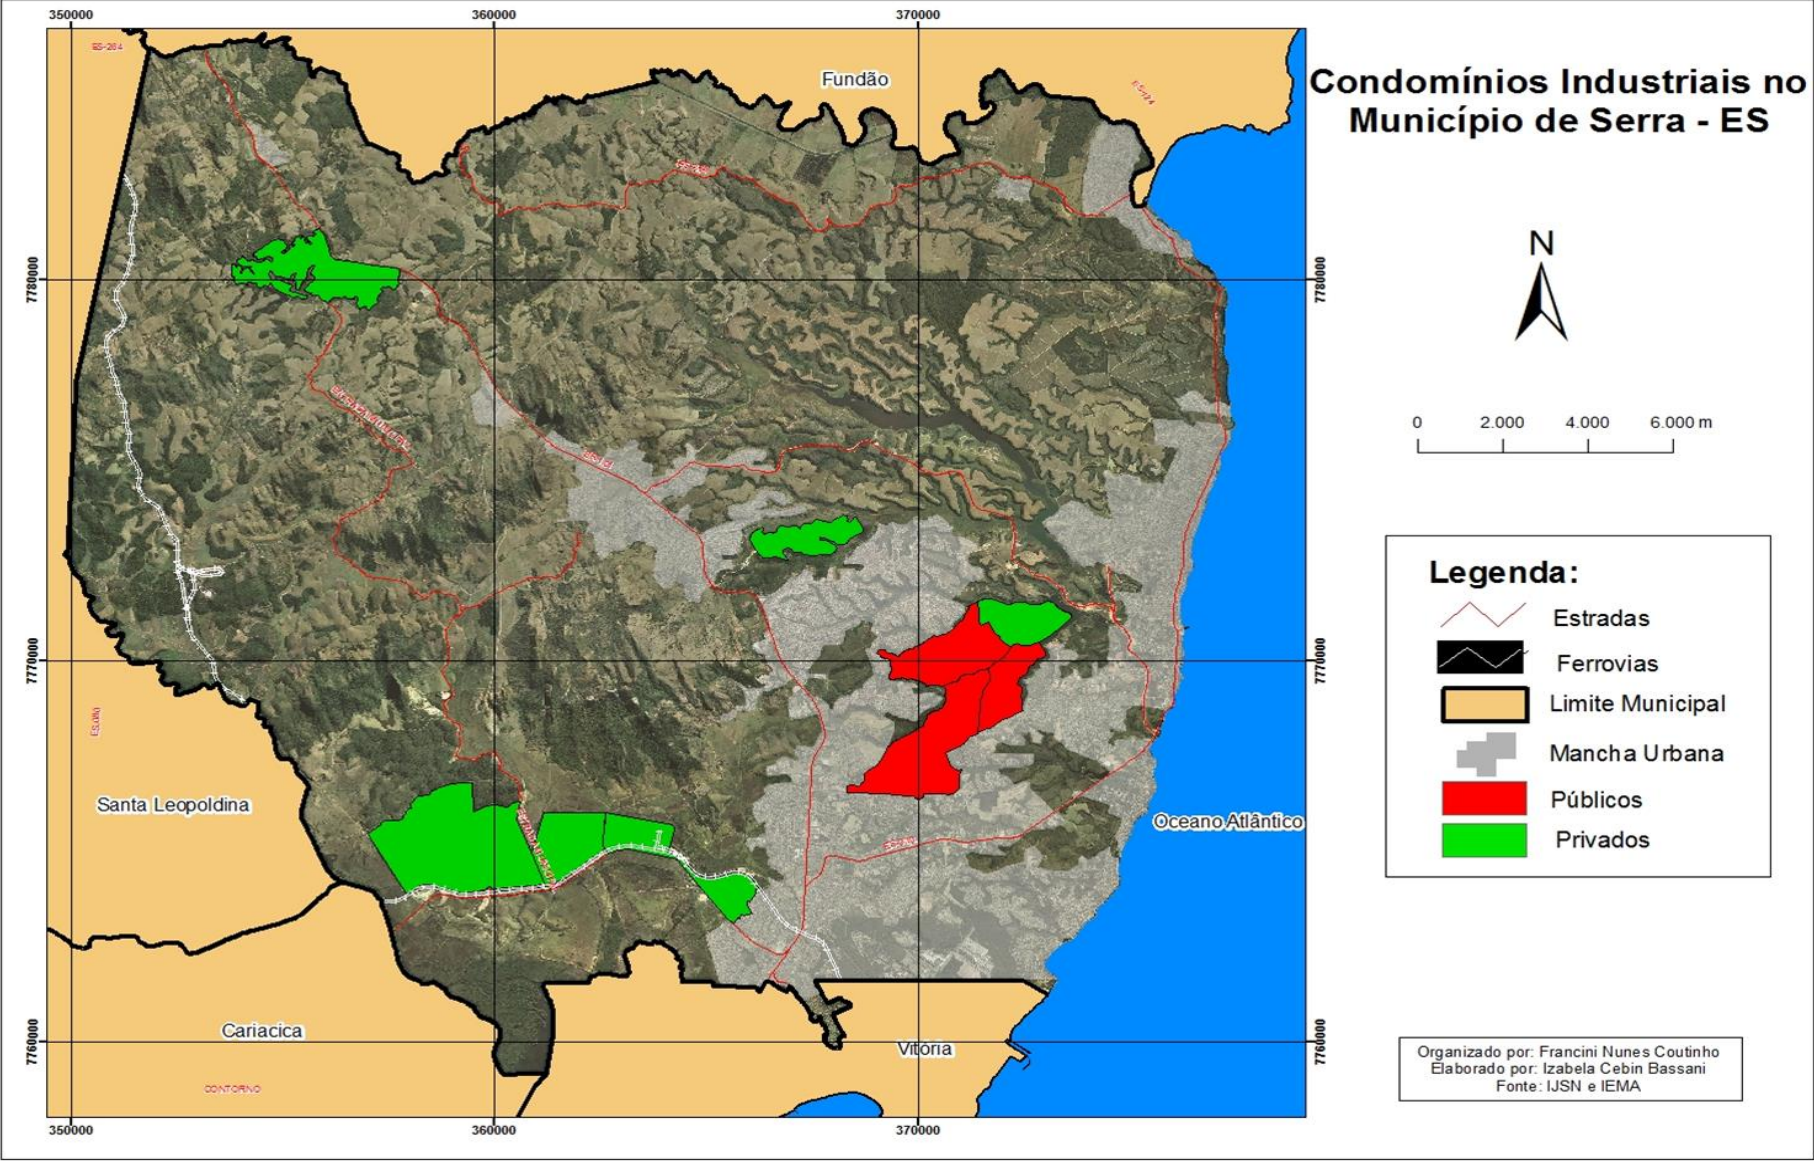 350000
360000
370000
ES-264
Fundão
Condomínios Industriais no
Município de Serra - ES
N
7780000
7780000
0
2.000
4.000
6.000 m
Legenda:
Estradas
Ferrovias
Limite Municipal
Mancha Urbana
Públicos
Privados
7770000
7770000
Santa Leopoldina
Oceano Atlântico
Cariacica
Vitória
7760000
7760000
CONTORNO
Organizado por: Francini Nunes Coutinho
Elaborado por: Izabela Cebin Bassani
Fonte: IJSN e IEMA
350000
360000
370000